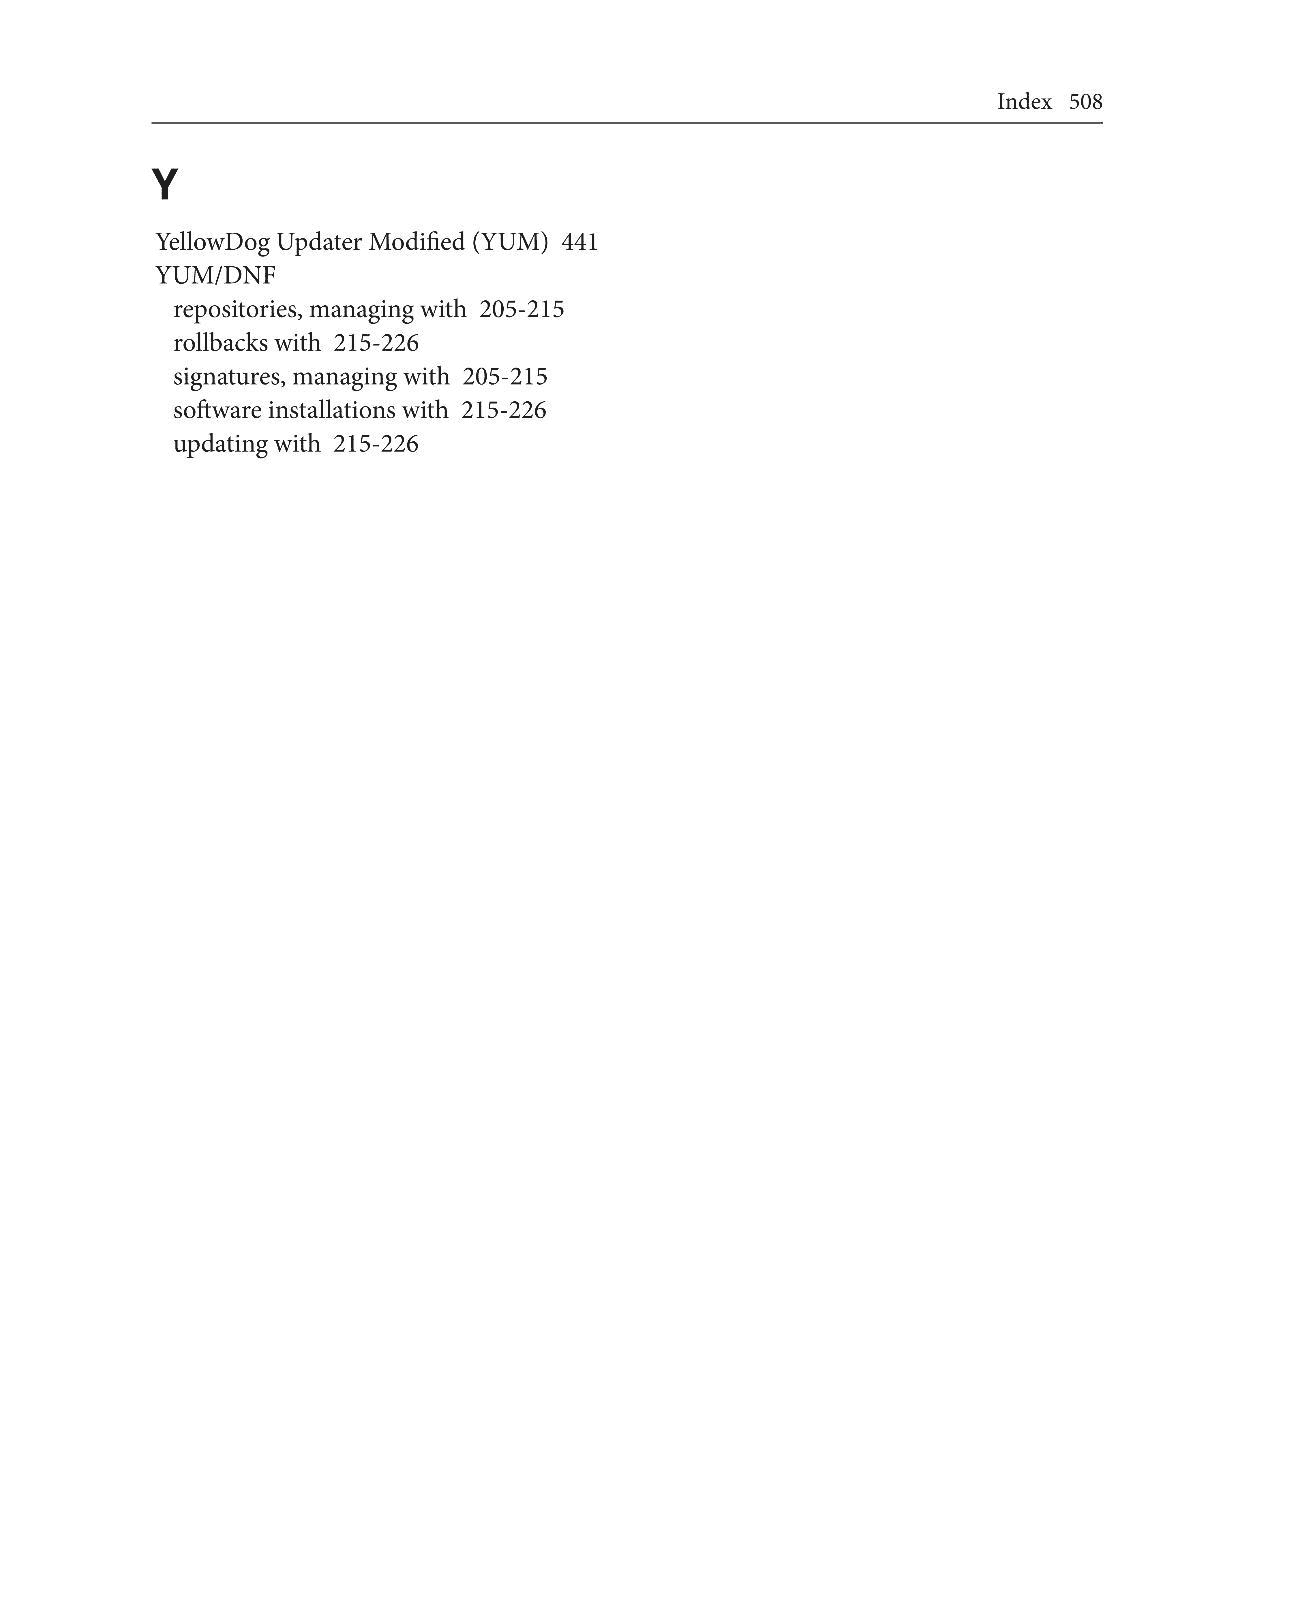 Index 508
Y
YellowDog Updater Modified (YUM) 441
YUM/DNF
repositories, managing with 205-215
rollbacks with 215-226
signatures, managing with 205-215
software installations with 215-226
updating with 215-226